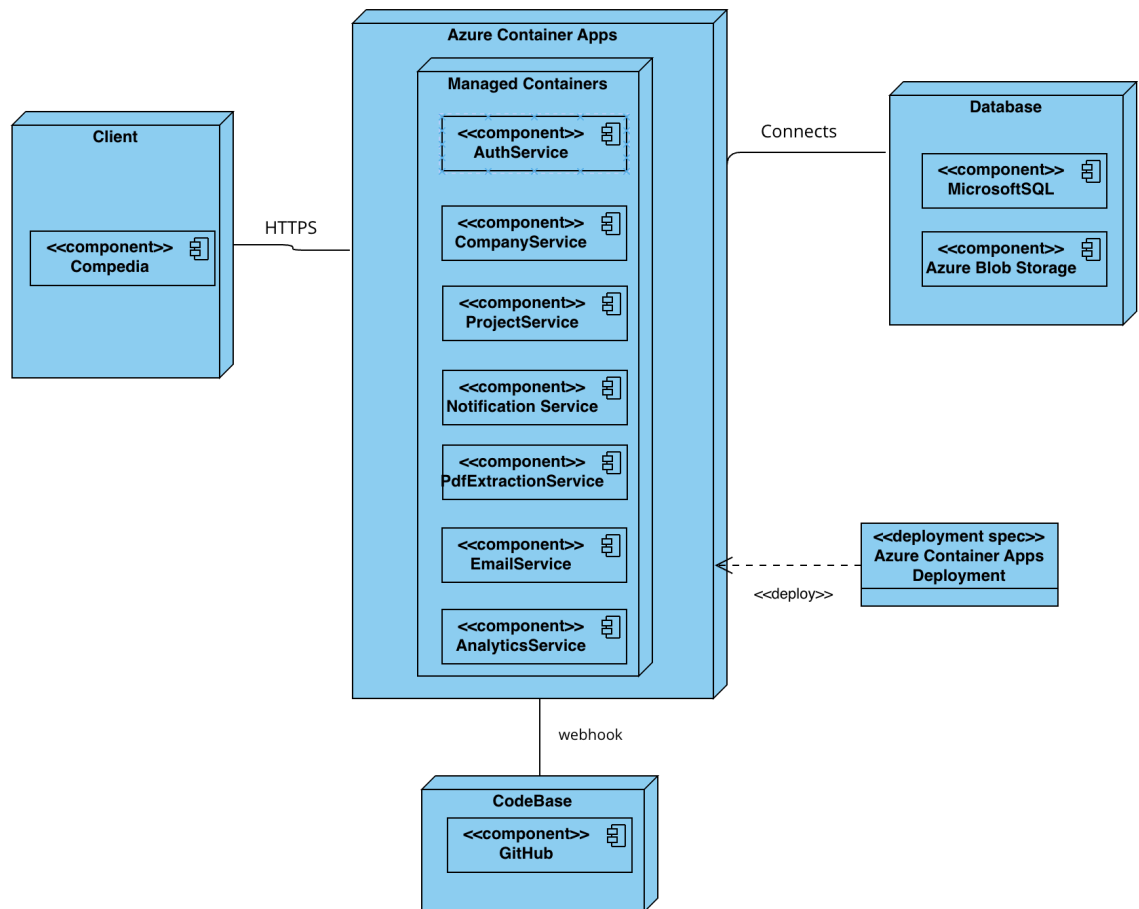 Azure Container Apps
Managed Containers
<<component>>
AuthService
<<component>>
CompanyService
<<component>>
ProjectService
<<component>>
Notification Service
<<component>>
PdfExtractionService
<<component>>
EmailService
<<component>>
AnalyticsService
Client
<<component>>
Compedia
HTTPS
Connects
Database
<<component>>
MicrosoftSQL
<<component>>
Azure Blob Storage
<<deployment spec>>
Azure Container Apps
Deployment
<<deploy>>
webhook
CodeBase
<<component>>
GitHub